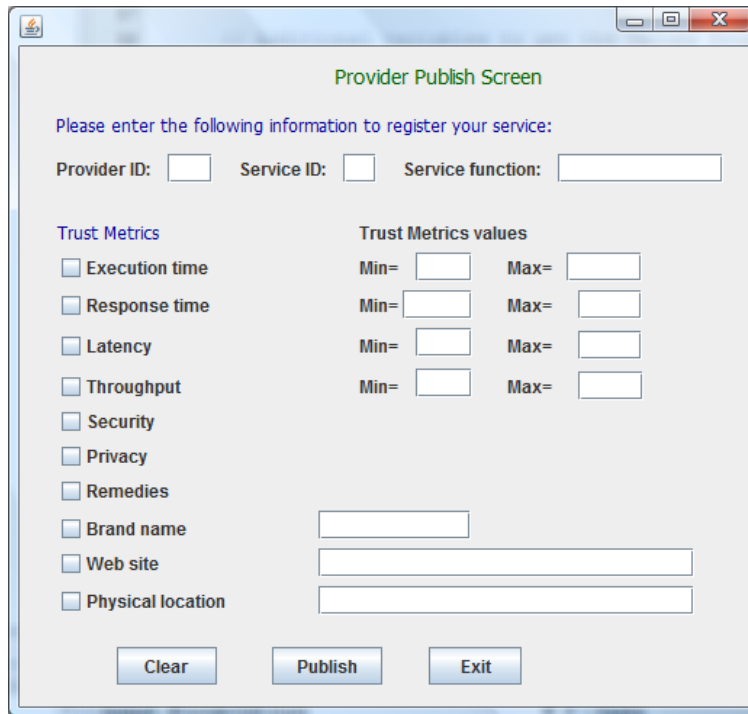 Provider Publish Screen
Please enter the following information to register your service:
Provider ID: Service ID: Service function:
Trust Metrics Trust Metrics values
Execution time Min= Max=
Response time Min= Max=
Latency Min= Max=
Throughput Min= Max=
Security
Privacy
Remedies
Brand name
Web site
Physical location
Clear Publish Exit